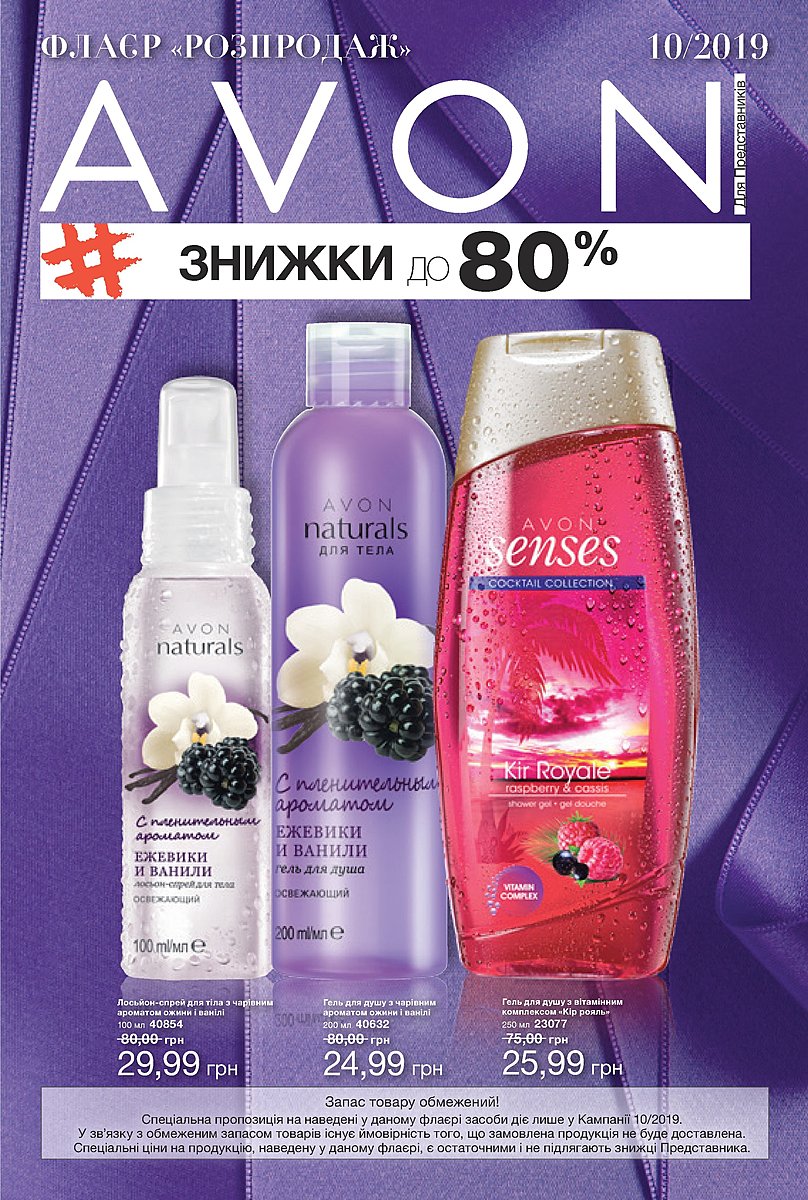 ФЛАЄР «РОЗПРОДАЖ»
10/2019
AVON
Для Представників
# ЗНИЖКИ ДО 80%
AVON
naturals
С пленительным
ароматом
ЕЖЕВИКИ
И ВАНИЛИ
лосьон-спрей для тела
ОСВЕЖАЮЩИЙ
100 ml/мл e
AVON
naturals
ДЛЯ ТЕЛА
С пленительным
ароматом
ЕЖЕВИКИ
И ВАНИЛИ
гель для душа
ОСВЕЖАЮЩИЙ
200 ml/мл e
AVON
senses
COCKTAIL COLLECTION
Kir Royale
raspberry & cassis
shower gel • gel douche
VITAMIN
COMPLEX
Лосьйон-спрей для тіла з чарівним
ароматом ожини і ванілі
100 мл 40854
80,00 грн
29,99 грн
Гель для душу з чарівним
ароматом ожини і ванілі
200 мл 40632
80,00 грн
24,99 грн
Гель для душу з вітамінним
комплексом «Кір рояль»
250 мл 23077
75,00 грн
25,99 грн
Запас товару обмежений!
Спеціальна пропозиція на наведені у даному флаєрі засоби діє лише у Кампанії 10/2019.
У зв'язку з обмеженим запасом товарів існує ймовірність того, що замовлена продукція не буде доставлена.
Спеціальні ціни на продукцію, наведену у даному флаєрі, є остаточними і не підлягають знижці Представника.